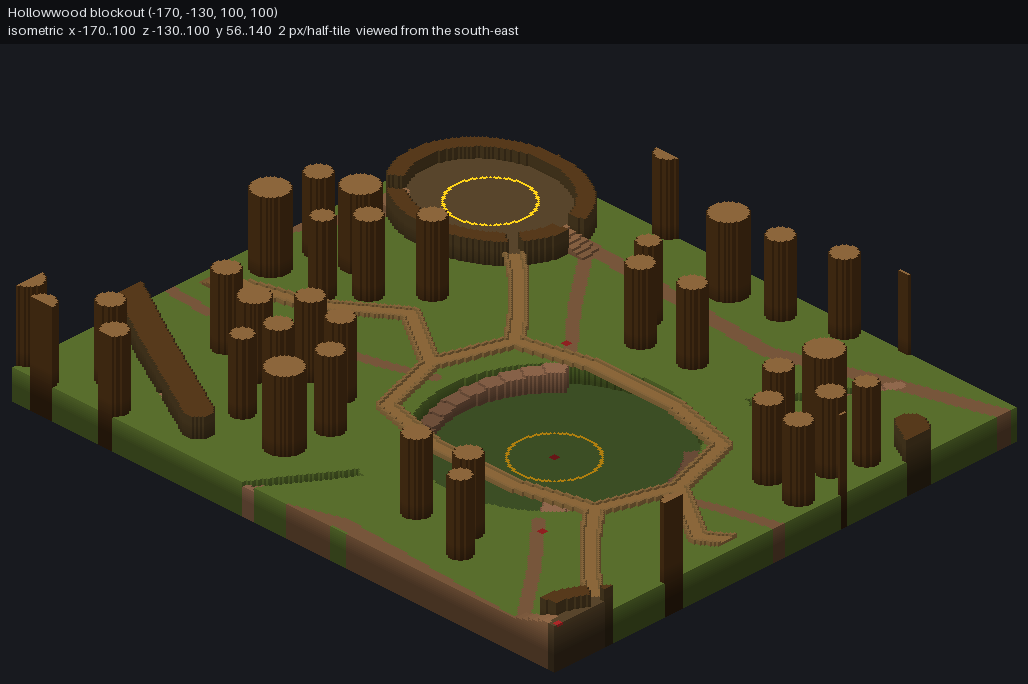 Hollowwood blockout (-170, -130, 100, 100)
isometric  x -170..100  z -130..100  y 56..140  2 px/half-tile  viewed from the south-east